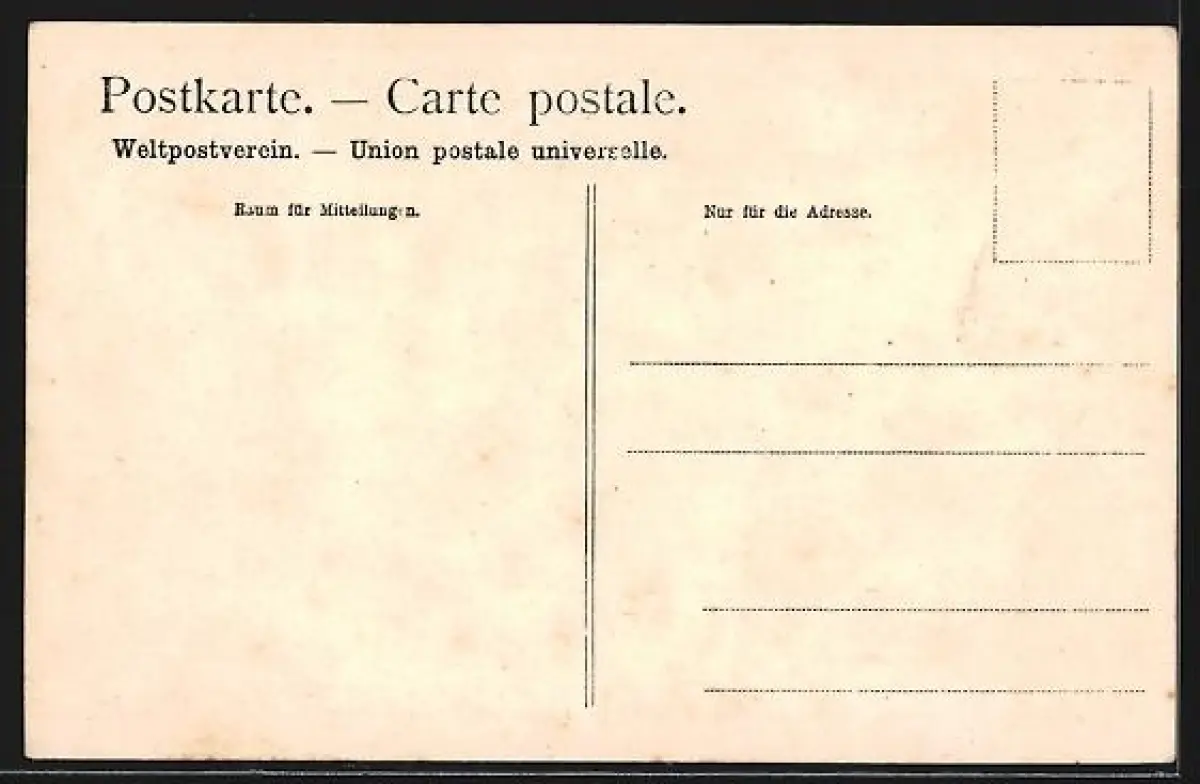 Postkarte. — Carte postale.
Weltpostverein. — Union postale universelle.
Raum für Mitteilungen.
Nur für die Adresse.